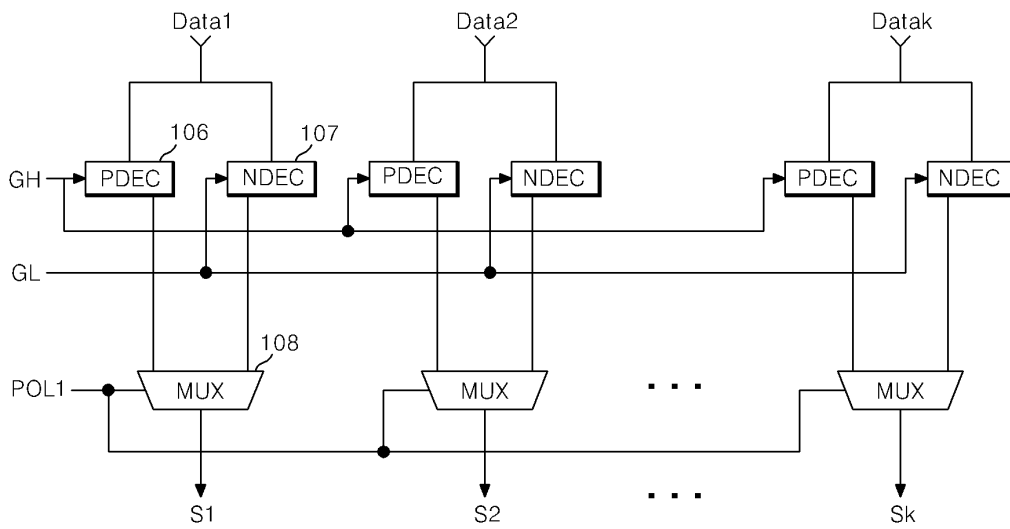 Data1 Data2 Datak
106 107
GH PDEC NDEC PDEC NDEC PDEC NDEC
GL
108
POL1 MUX MUX ... MUX
S1 S2 ... Sk